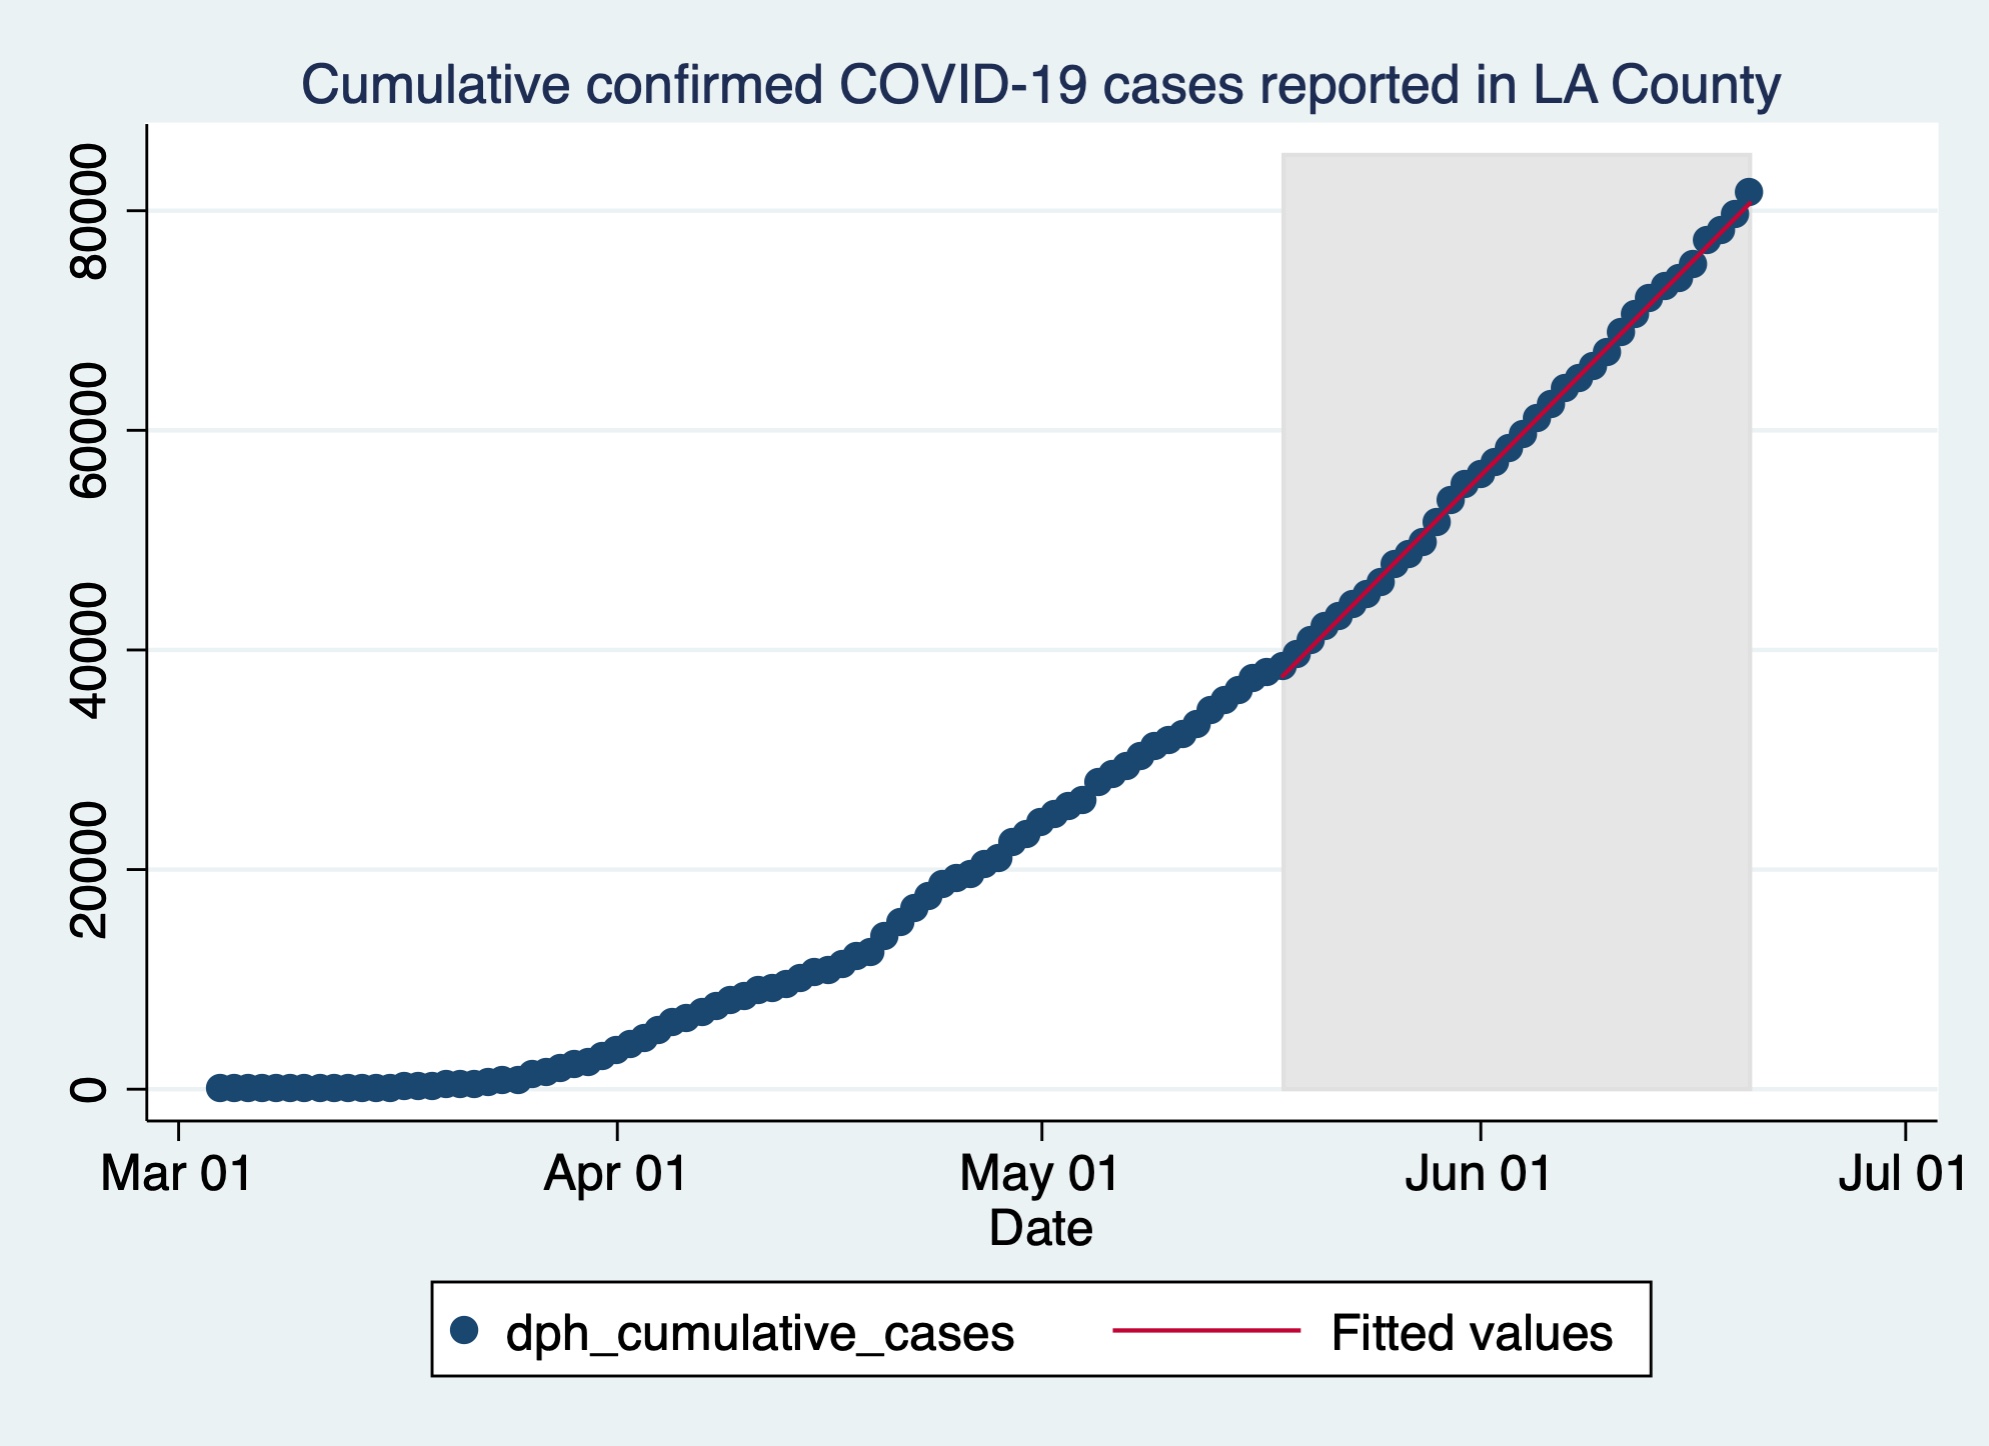 Cumulative confirmed COVID-19 cases reported in LA County
80000
60000
40000
20000
0
Mar 01 Apr 01 May 01 Jun 01 Jul 01
Date
dph_cumulative_cases Fitted values